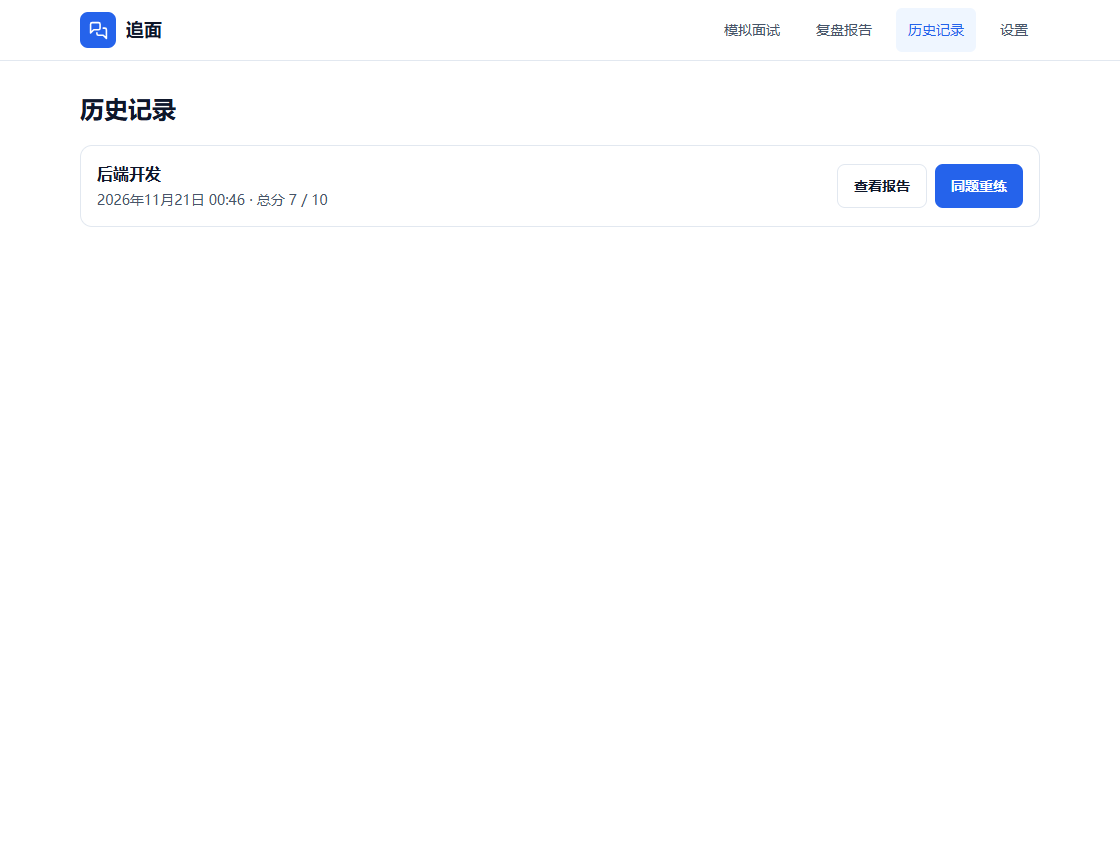 追面
模拟面试 复盘报告 历史记录 设置
历史记录
后端开发
2026年11月21日 00:46 · 总分 7 / 10
查看报告 同题重练